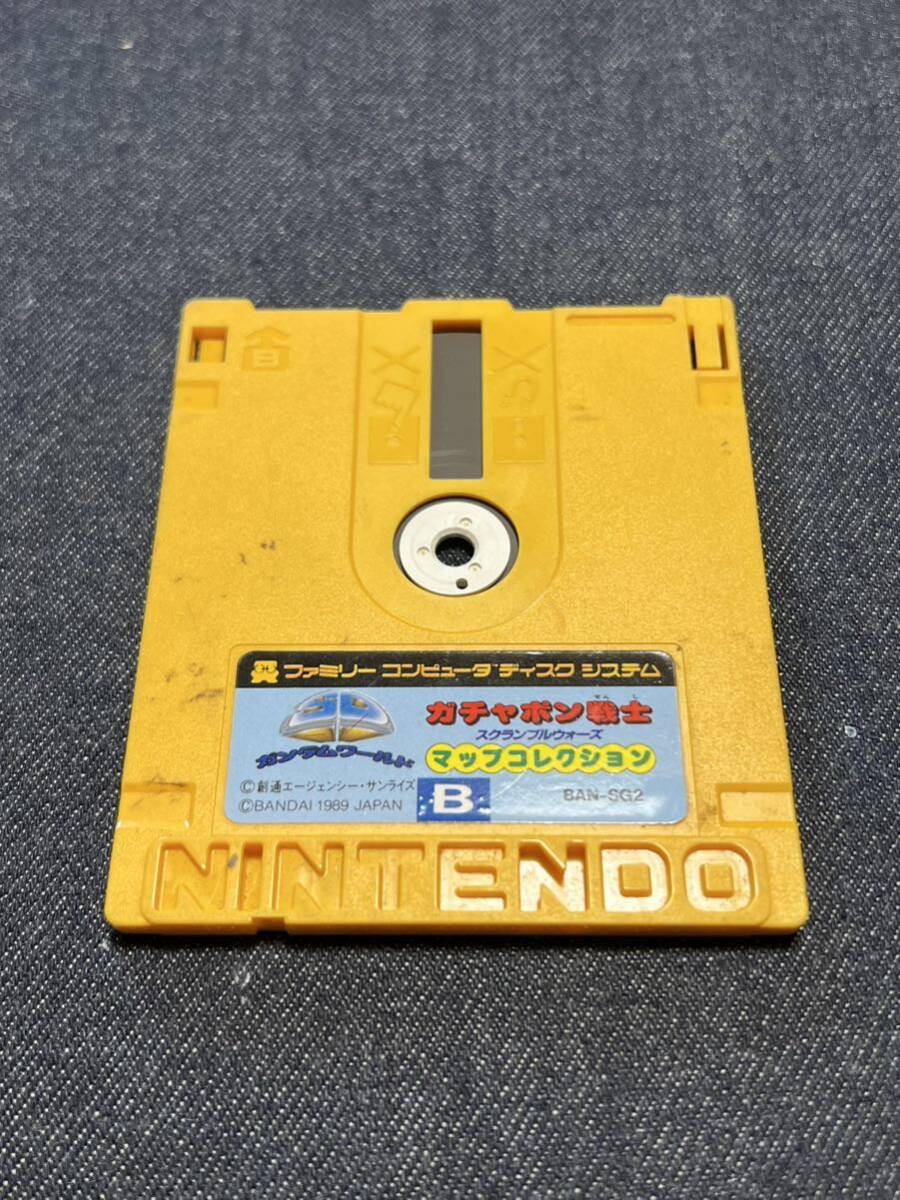 ファミリー コンピュータ ディスク システム
ガンダムワールド
ガチャポン戦士
せんし
スクランブルウォーズ
マップコレクション
©創通エージェンシー・サンライズ
©BANDAI 1989 JAPAN
B
BAN-SG2
NINTENDO